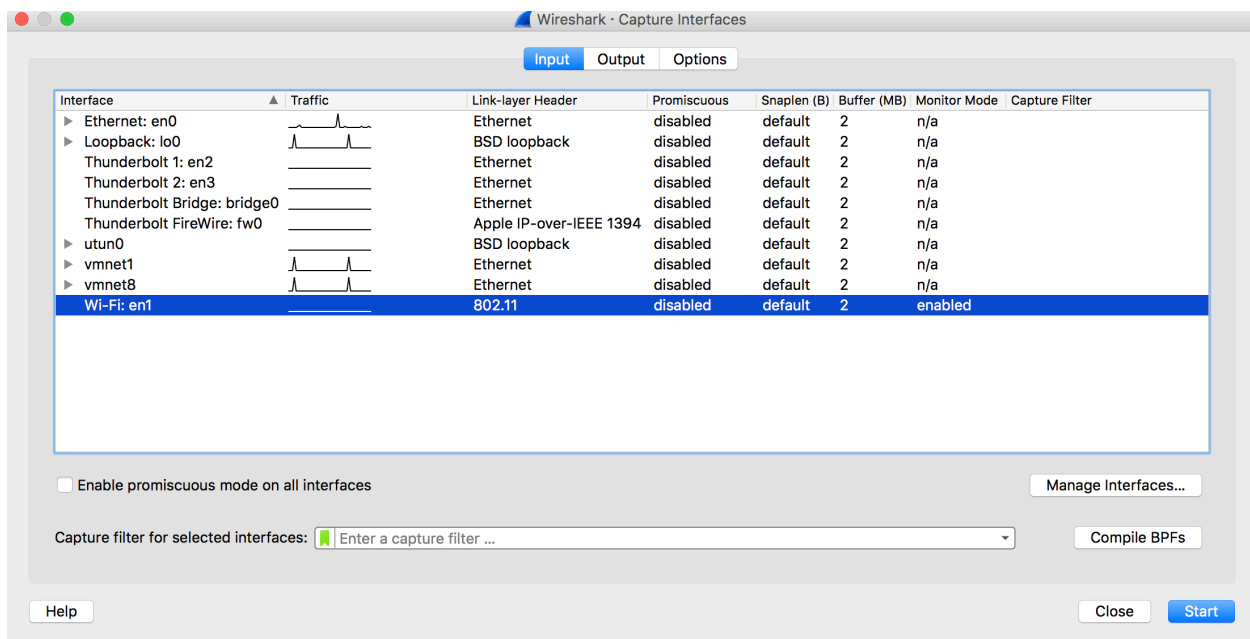 Wireshark · Capture Interfaces
Input Output Options
Interface Traffic Link-layer Header Promiscuous Snaplen (B) Buffer (MB) Monitor Mode Capture Filter
Ethernet: en0 Ethernet disabled default 2 n/a
Loopback: lo0 BSD loopback disabled default 2 n/a
Thunderbolt 1: en2 Ethernet disabled default 2 n/a
Thunderbolt 2: en3 Ethernet disabled default 2 n/a
Thunderbolt Bridge: bridge0 Ethernet disabled default 2 n/a
Thunderbolt FireWire: fw0 Apple IP-over-IEEE 1394 disabled default 2 n/a
utun0 BSD loopback disabled default 2 n/a
vmnet1 Ethernet disabled default 2 n/a
vmnet8 Ethernet disabled default 2 n/a
Wi-Fi: en1 802.11 disabled default 2 enabled
Enable promiscuous mode on all interfaces Manage Interfaces...
Capture filter for selected interfaces: Enter a capture filter ... Compile BPFs
Help Close Start